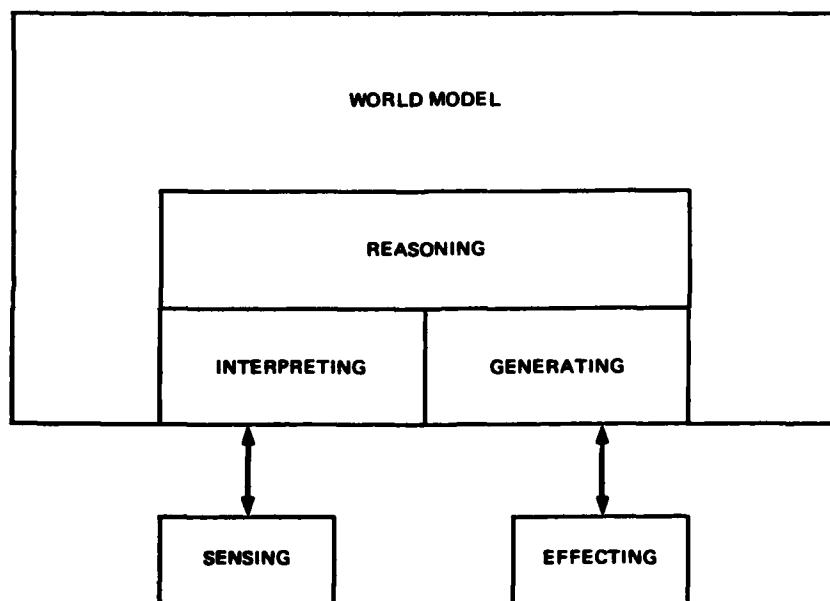 WORLD MODEL
REASONING
INTERPRETING
GENERATING
SENSING
EFFECTING